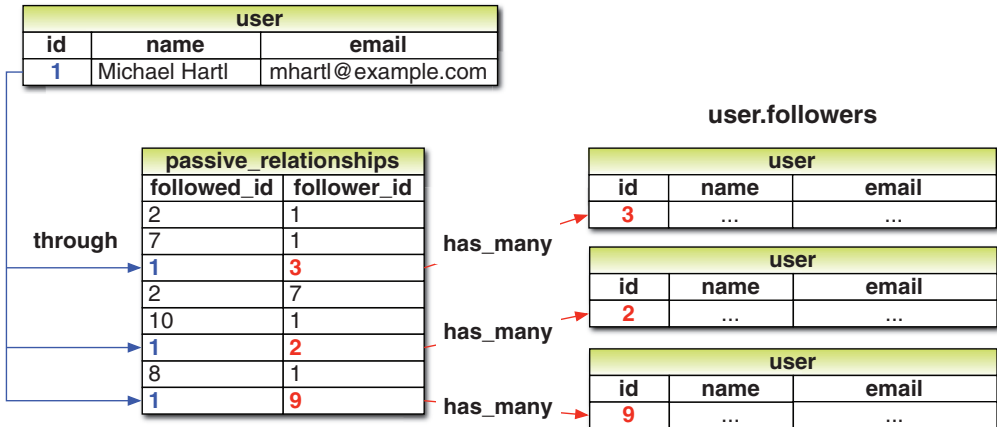 user
id name email
1 Michael Hartl mhartl@example.com
user.followers
passive_relationships
followed_id follower_id
2 1
7 1
1 3
2 7
10 1
1 2
8 1
1 9
through
has_many
has_many
has_many
user
id name email
3 ... ...
user
id name email
2 ... ...
user
id name email
9 ... ...